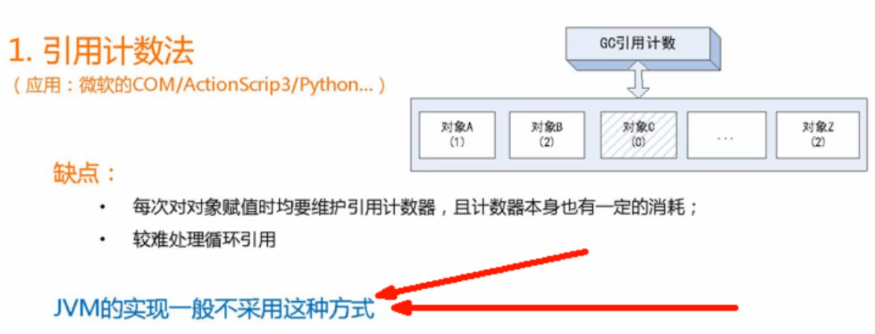 1. 引用计数法
（应用：微软的COM/ActionScrip3/Python...）
GC引用计数
对象A
(1)
对象B
(2)
对象C
(0)
...
对象Z
(2)
缺点：
• 每次对对象赋值时均要维护引用计数器，且计数器本身也有一定的消耗；
• 较难处理循环引用
JVM的实现一般不采用这种方式